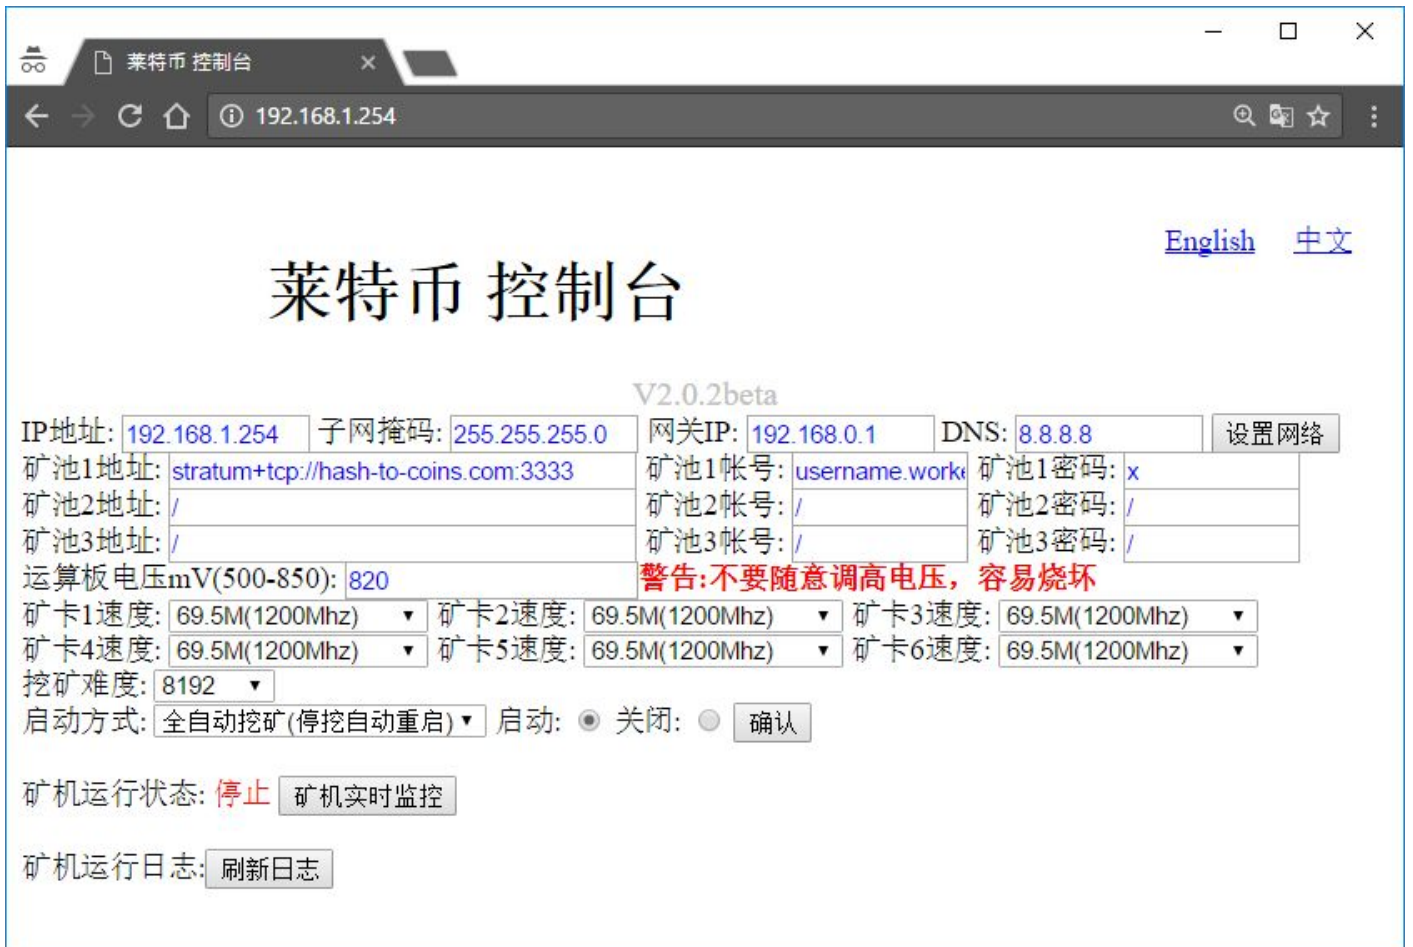 莱特币 控制台
192.168.1.254
English 中文
莱特币 控制台
V2.0.2beta
IP地址: 192.168.1.254 子网掩码: 255.255.255.0 网关IP: 192.168.0.1 DNS: 8.8.8.8 设置网络
矿池1地址: stratum+tcp://hash-to-coins.com:3333 矿池1帐号: username.worke 矿池1密码: x
矿池2地址: / 矿池2帐号: / 矿池2密码: /
矿池3地址: / 矿池3帐号: / 矿池3密码: /
运算板电压mV(500-850): 820 警告:不要随意调高电压，容易烧坏
矿卡1速度: 69.5M(1200Mhz) 矿卡2速度: 69.5M(1200Mhz) 矿卡3速度: 69.5M(1200Mhz)
矿卡4速度: 69.5M(1200Mhz) 矿卡5速度: 69.5M(1200Mhz) 矿卡6速度: 69.5M(1200Mhz)
挖矿难度: 8192
启动方式: 全自动挖矿(停挖自动重启) 启动: 关闭: 确认
矿机运行状态: 停止 矿机实时监控
矿机运行日志: 刷新日志